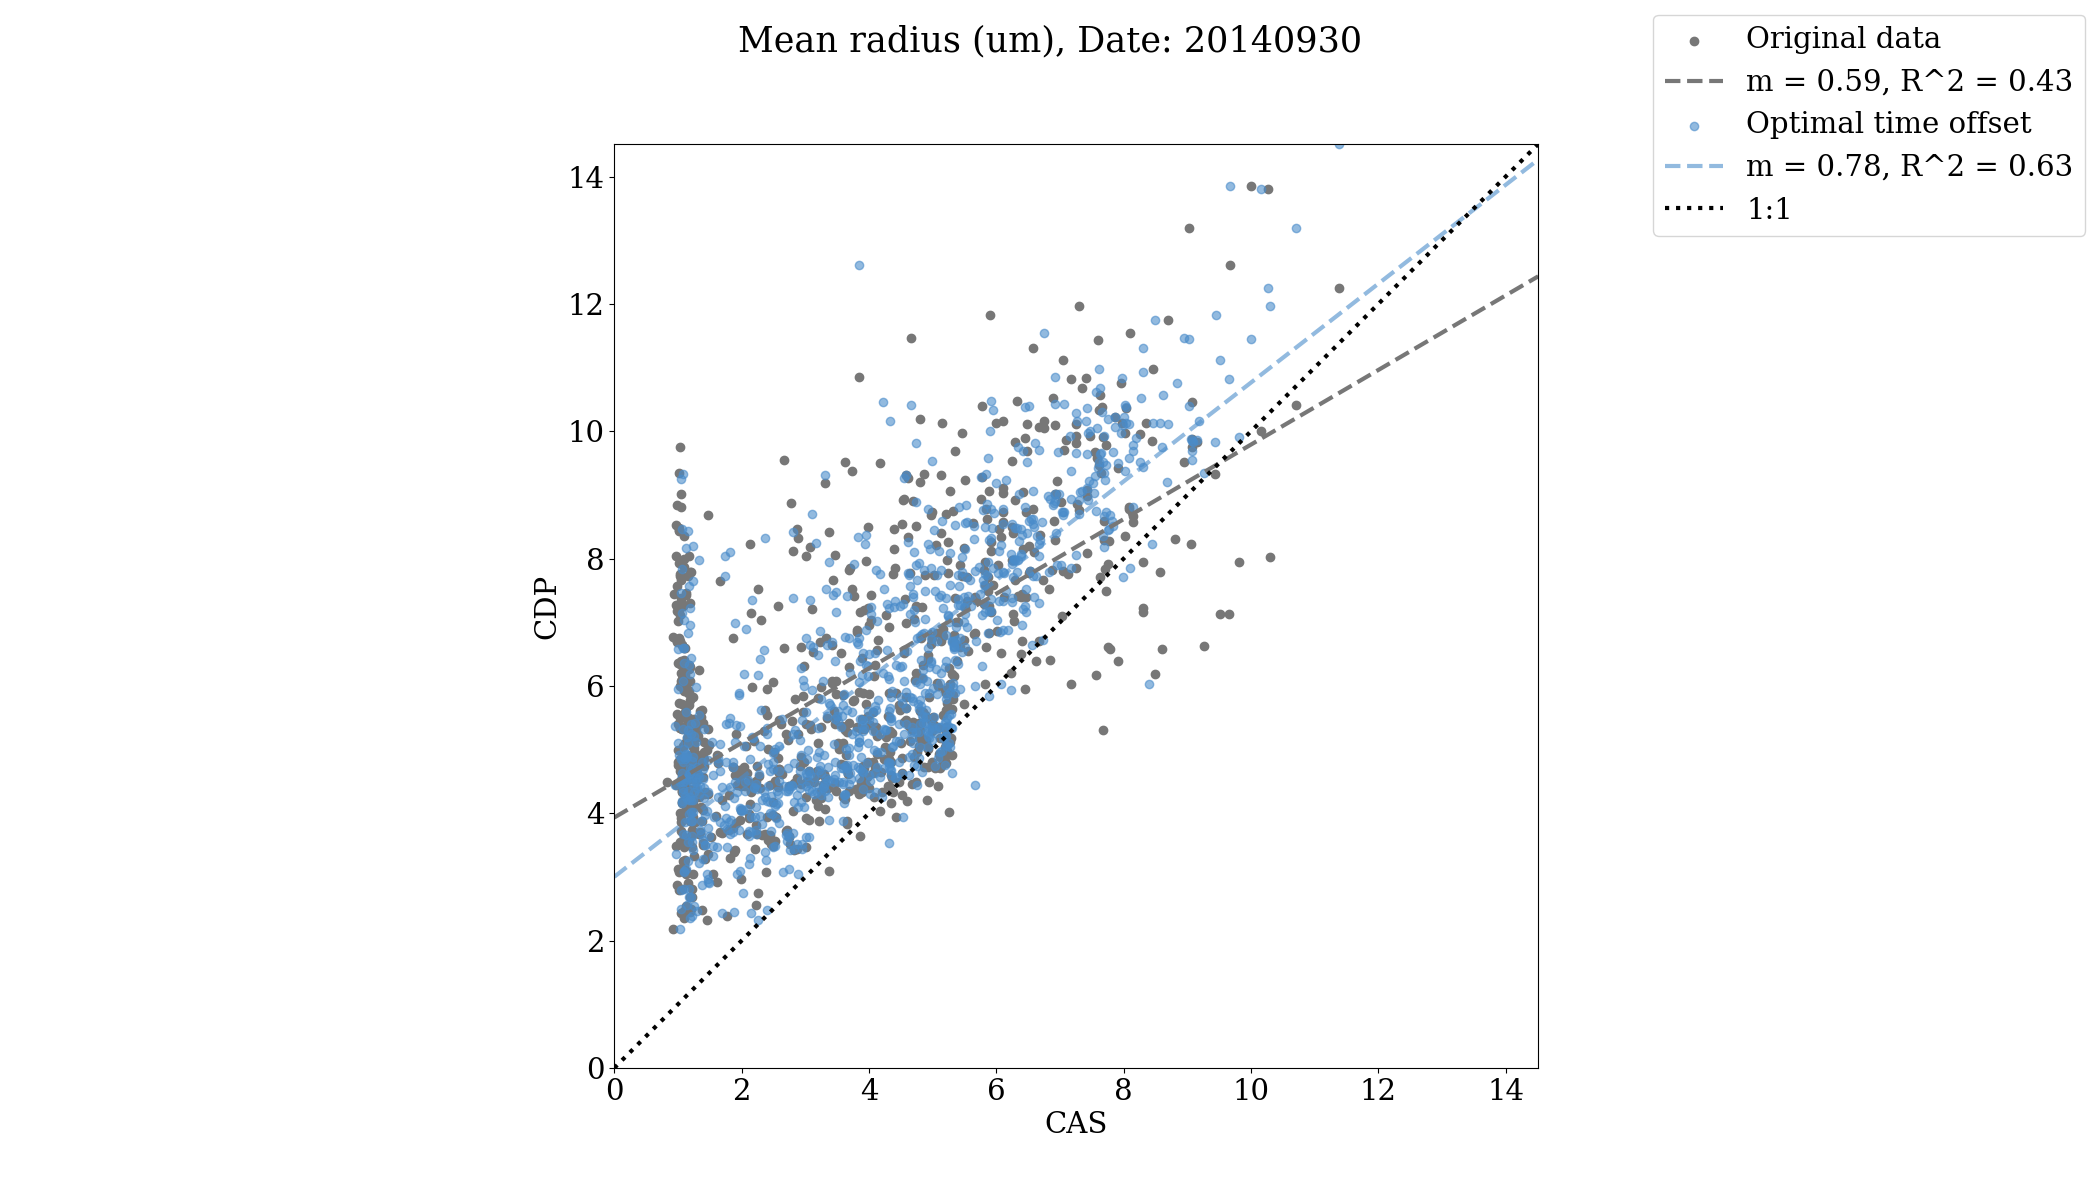 Mean radius (um), Date: 20140930
Original data
m = 0.59, R^2 = 0.43
Optimal time offset
m = 0.78, R^2 = 0.63
1:1
14
12
10
8
6
4
2
0
CDP
0 2 4 6 8 10 12 14
CAS